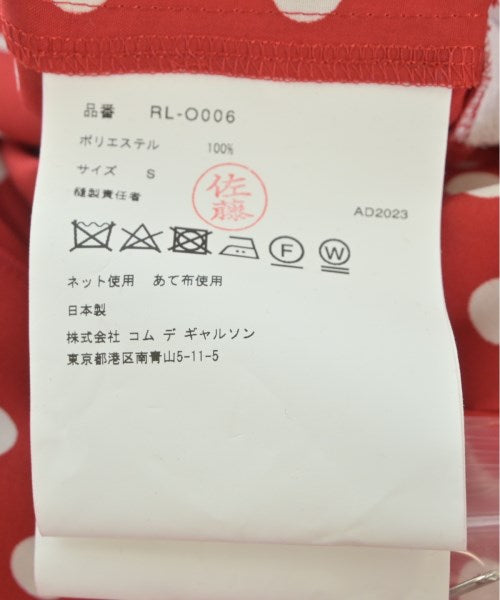 品番 RL-O006
ポリエステル 100%
サイズ S
縫製責任者
佐藤
AD2023
F W
ネット使用 あて布使用
日本製
株式会社 コム デ ギャルソン
東京都港区南青山5-11-5